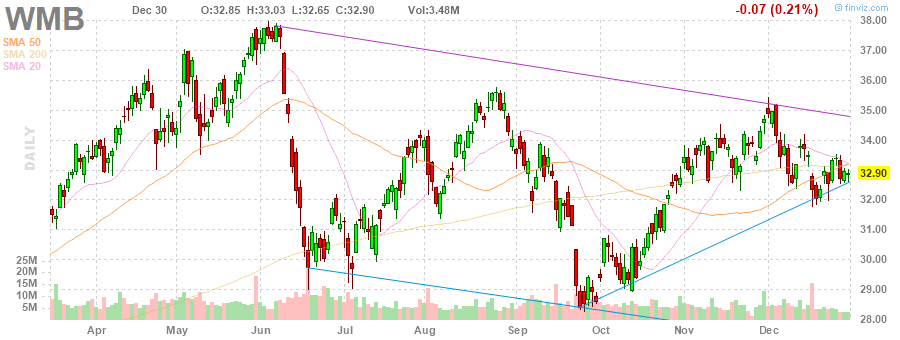 WMB Dec 30 O:32.85 H:33.03 L:32.65 C:32.90 Vol:3.48M -0.07 (0.21%) © finviz.com
SMA 50
SMA 200
SMA 20
DAILY
38.00
37.00
36.00
35.00
34.00
33.00
32.90
32.00
31.00
30.00
29.00
28.00
25M
20M
15M
10M
5M
Apr May Jun Jul Aug Sep Oct Nov Dec